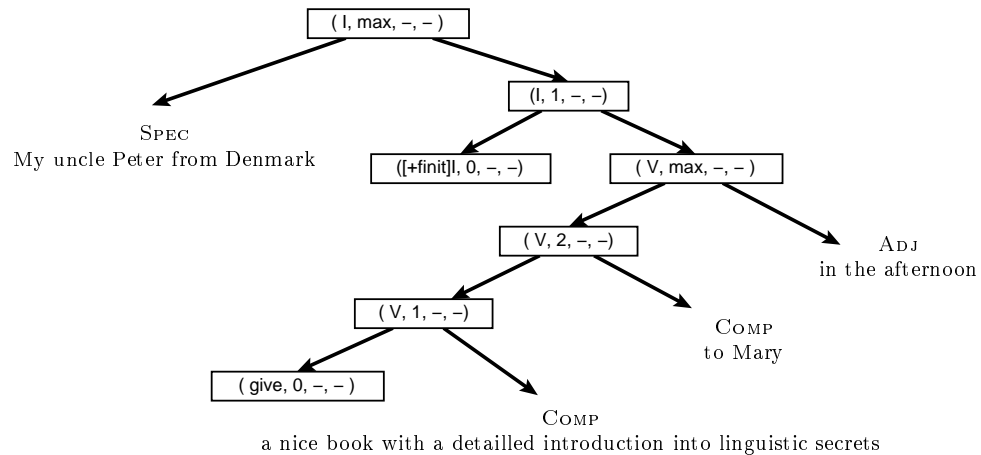 ( I, max, –, – )
(I, 1, –, –)
SPEC
My uncle Peter from Denmark
([+finit]I, 0, –, –)
( V, max, –, – )
( V, 2, –, –)
ADJ
in the afternoon
( V, 1, –, –)
COMP
to Mary
( give, 0, –, – )
COMP
a nice book with a detailled introduction into linguistic secrets